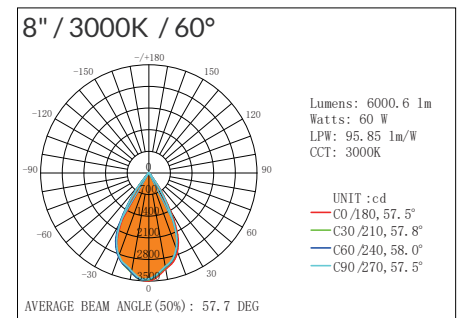 8" / 3000K / 60°
-/+180
-150
150
-120
120
-90
90
-60
60
-30
30
0
0
700
1400
2100
2800
3500
Lumens: 6000.6 lm
Watts: 60 W
LPW: 95.85 lm/W
CCT: 3000K
UNIT:cd
C0/180, 57.5°
C30/210, 57.8°
C60/240, 58.0°
C90/270, 57.5°
AVERAGE BEAM ANGLE(50%): 57.7 DEG